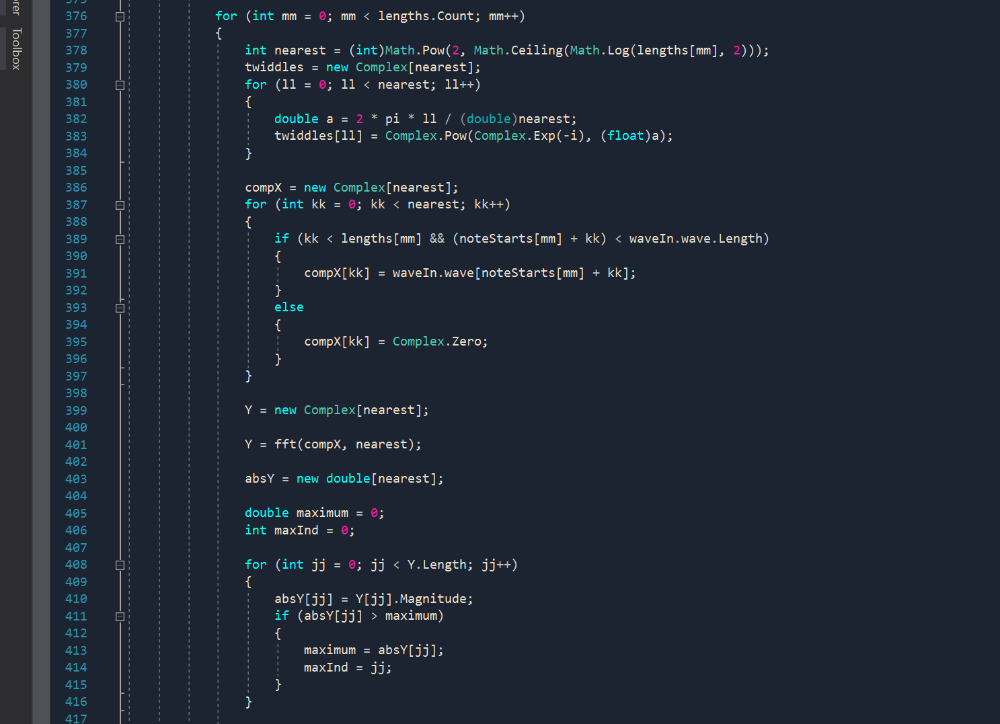 rer
Toolbox
375
376 for (int mm = 0; mm < lengths.Count; mm++)
377 {
378 int nearest = (int)Math.Pow(2, Math.Ceiling(Math.Log(lengths[mm], 2)));
379 twiddles = new Complex[nearest];
380 for (ll = 0; ll < nearest; ll++)
381 {
382 double a = 2 * pi * ll / (double)nearest;
383 twiddles[ll] = Complex.Pow(Complex.Exp(-i), (float)a);
384 }
385
386 compX = new Complex[nearest];
387 for (int kk = 0; kk < nearest; kk++)
388 {
389 if (kk < lengths[mm] && (noteStarts[mm] + kk) < waveIn.wave.Length)
390 {
391 compX[kk] = waveIn.wave[noteStarts[mm] + kk];
392 }
393 else
394 {
395 compX[kk] = Complex.Zero;
396 }
397 }
398
399 Y = new Complex[nearest];
400
401 Y = fft(compX, nearest);
402
403 absY = new double[nearest];
404
405 double maximum = 0;
406 int maxInd = 0;
407
408 for (int jj = 0; jj < Y.Length; jj++)
409 {
410 absY[jj] = Y[jj].Magnitude;
411 if (absY[jj] > maximum)
412 {
413 maximum = absY[jj];
414 maxInd = jj;
415 }
416 }
417